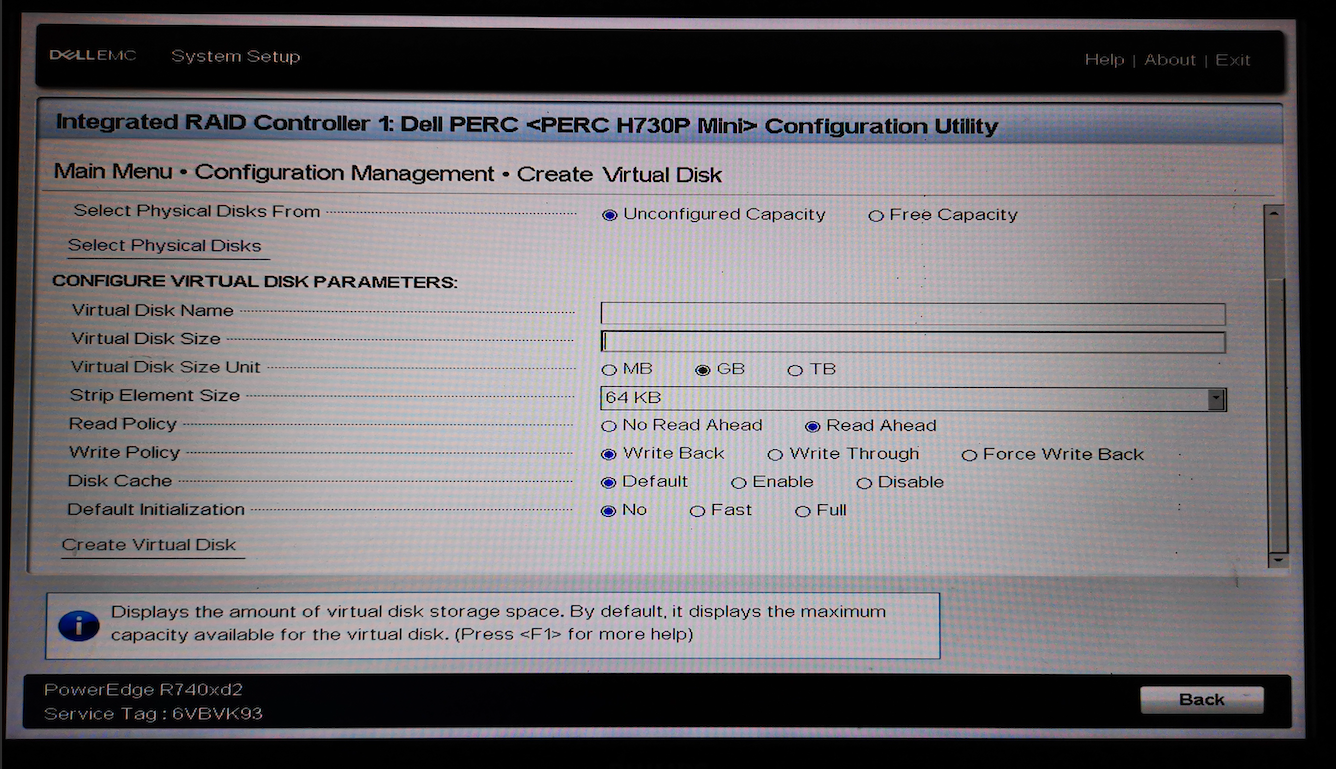 DELLEMC System Setup Help | About | Exit
Integrated RAID Controller 1: Dell PERC <PERC H730P Mini> Configuration Utility
Main Menu • Configuration Management • Create Virtual Disk
Select Physical Disks From Unconfigured Capacity Free Capacity
Select Physical Disks
CONFIGURE VIRTUAL DISK PARAMETERS:
Virtual Disk Name
Virtual Disk Size
Virtual Disk Size Unit MB GB TB
Strip Element Size 64 KB
Read Policy No Read Ahead Read Ahead
Write Policy Write Back Write Through Force Write Back
Disk Cache Default Enable Disable
Default Initialization No Fast Full
Create Virtual Disk
Displays the amount of virtual disk storage space. By default, it displays the maximum
capacity available for the virtual disk. (Press <F1> for more help)
PowerEdge R740xd2
Service Tag : 6VBVK93
Back